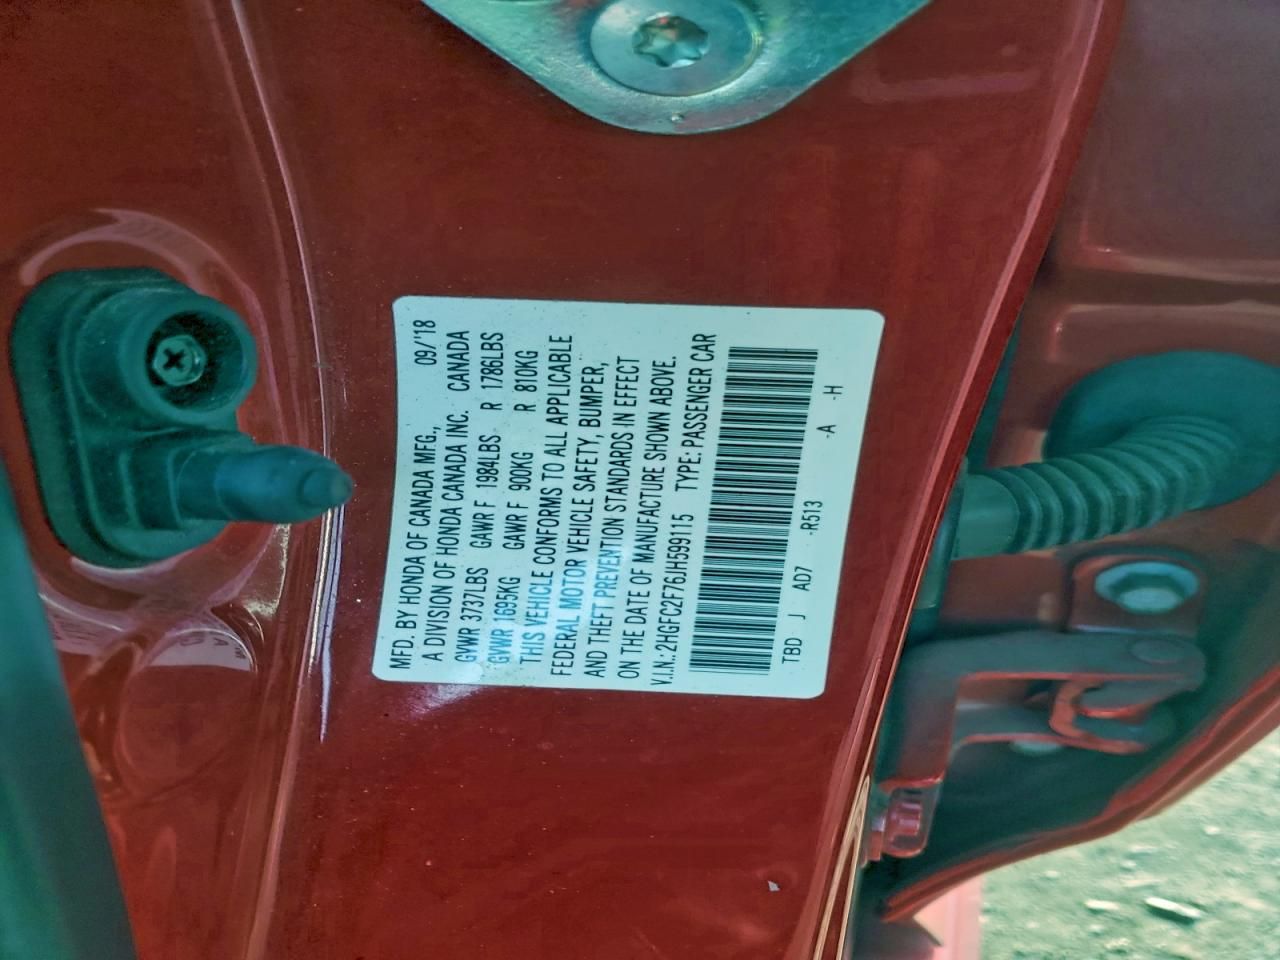 MFD. BY HONDA OF CANADA MFG., 09/'18
A DIVISION OF HONDA CANADA INC. CANADA
GVWR 3737LBS GAWR F 1984LBS R 1786LBS
GVWR 1695KG GAWR F 900KG R 810KG
THIS VEHICLE CONFORMS TO ALL APPLICABLE
FEDERAL MOTOR VEHICLE SAFETY, BUMPER,
AND THEFT PREVENTION STANDARDS IN EFFECT
ON THE DATE OF MANUFACTURE SHOWN ABOVE.
V.I.N.: 2HGFC2F76JH599115 TYPE: PASSENGER CAR
TBD J AD7 -R513 -A -H